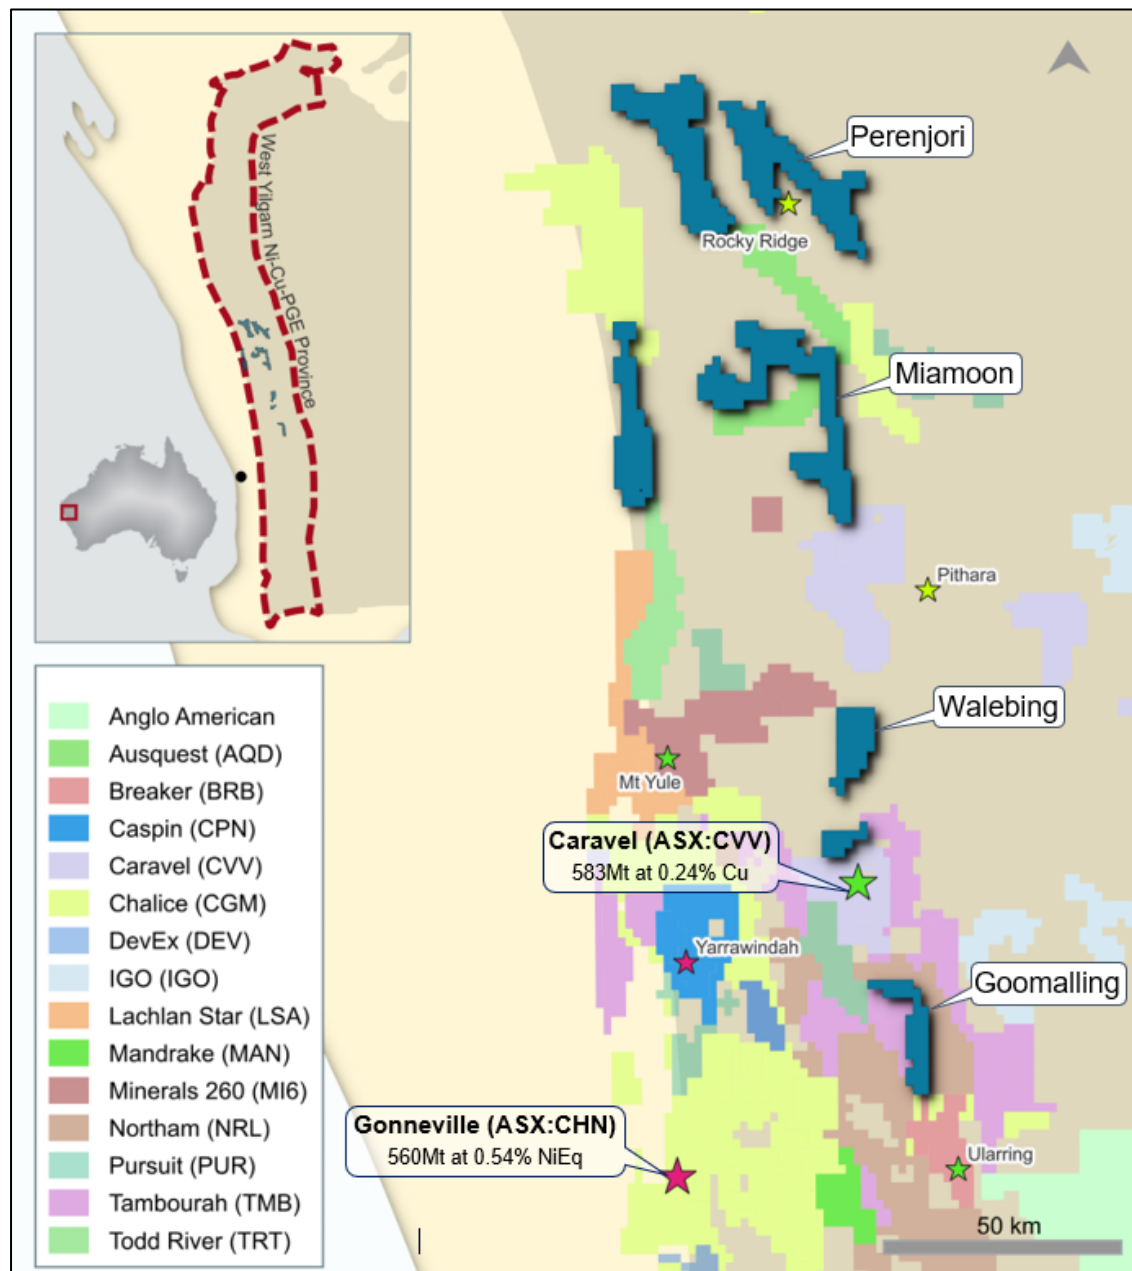 West Yilgarn Ni-Cu-PGE Province
Perenjori
Rocky Ridge
Miamoon
Pithara
Walebing
Mt Yule
Caravel (ASX:CVV)
583Mt at 0.24% Cu
Yarrawindah
Goomalling
Gonneville (ASX:CHN)
560Mt at 0.54% NiEq
Ularring
50 km
Anglo American
Ausquest (AQD)
Breaker (BRB)
Caspin (CPN)
Caravel (CVV)
Chalice (CGM)
DevEx (DEV)
IGO (IGO)
Lachlan Star (LSA)
Mandrake (MAN)
Minerals 260 (MI6)
Northam (NRL)
Pursuit (PUR)
Tambourah (TMB)
Todd River (TRT)